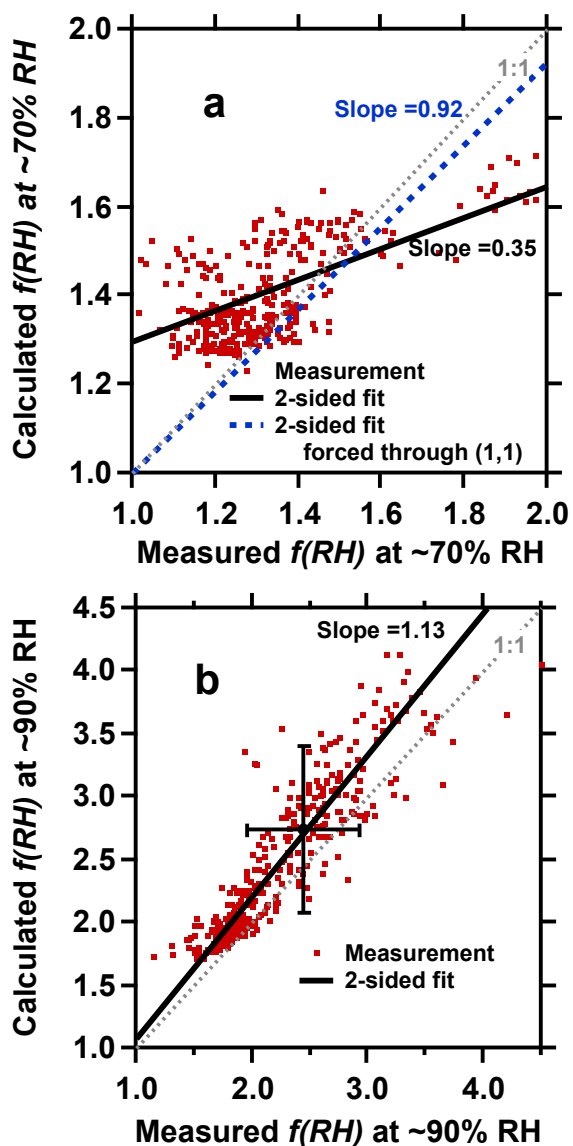 2.0
1.8
1.6
1.4
1.2
1.0
Calculated f(RH) at ~70% RH
a
1:1
Slope =0.92
Slope =0.35
Measurement
2-sided fit
2-sided fit
forced through (1,1)
1.0 1.2 1.4 1.6 1.8 2.0
Measured f(RH) at ~70% RH
4.5
4.0
3.5
3.0
2.5
2.0
1.5
1.0
Calculated f(RH) at ~90% RH
b
Slope =1.13
1:1
Measurement
2-sided fit
1.0 2.0 3.0 4.0
Measured f(RH) at ~90% RH